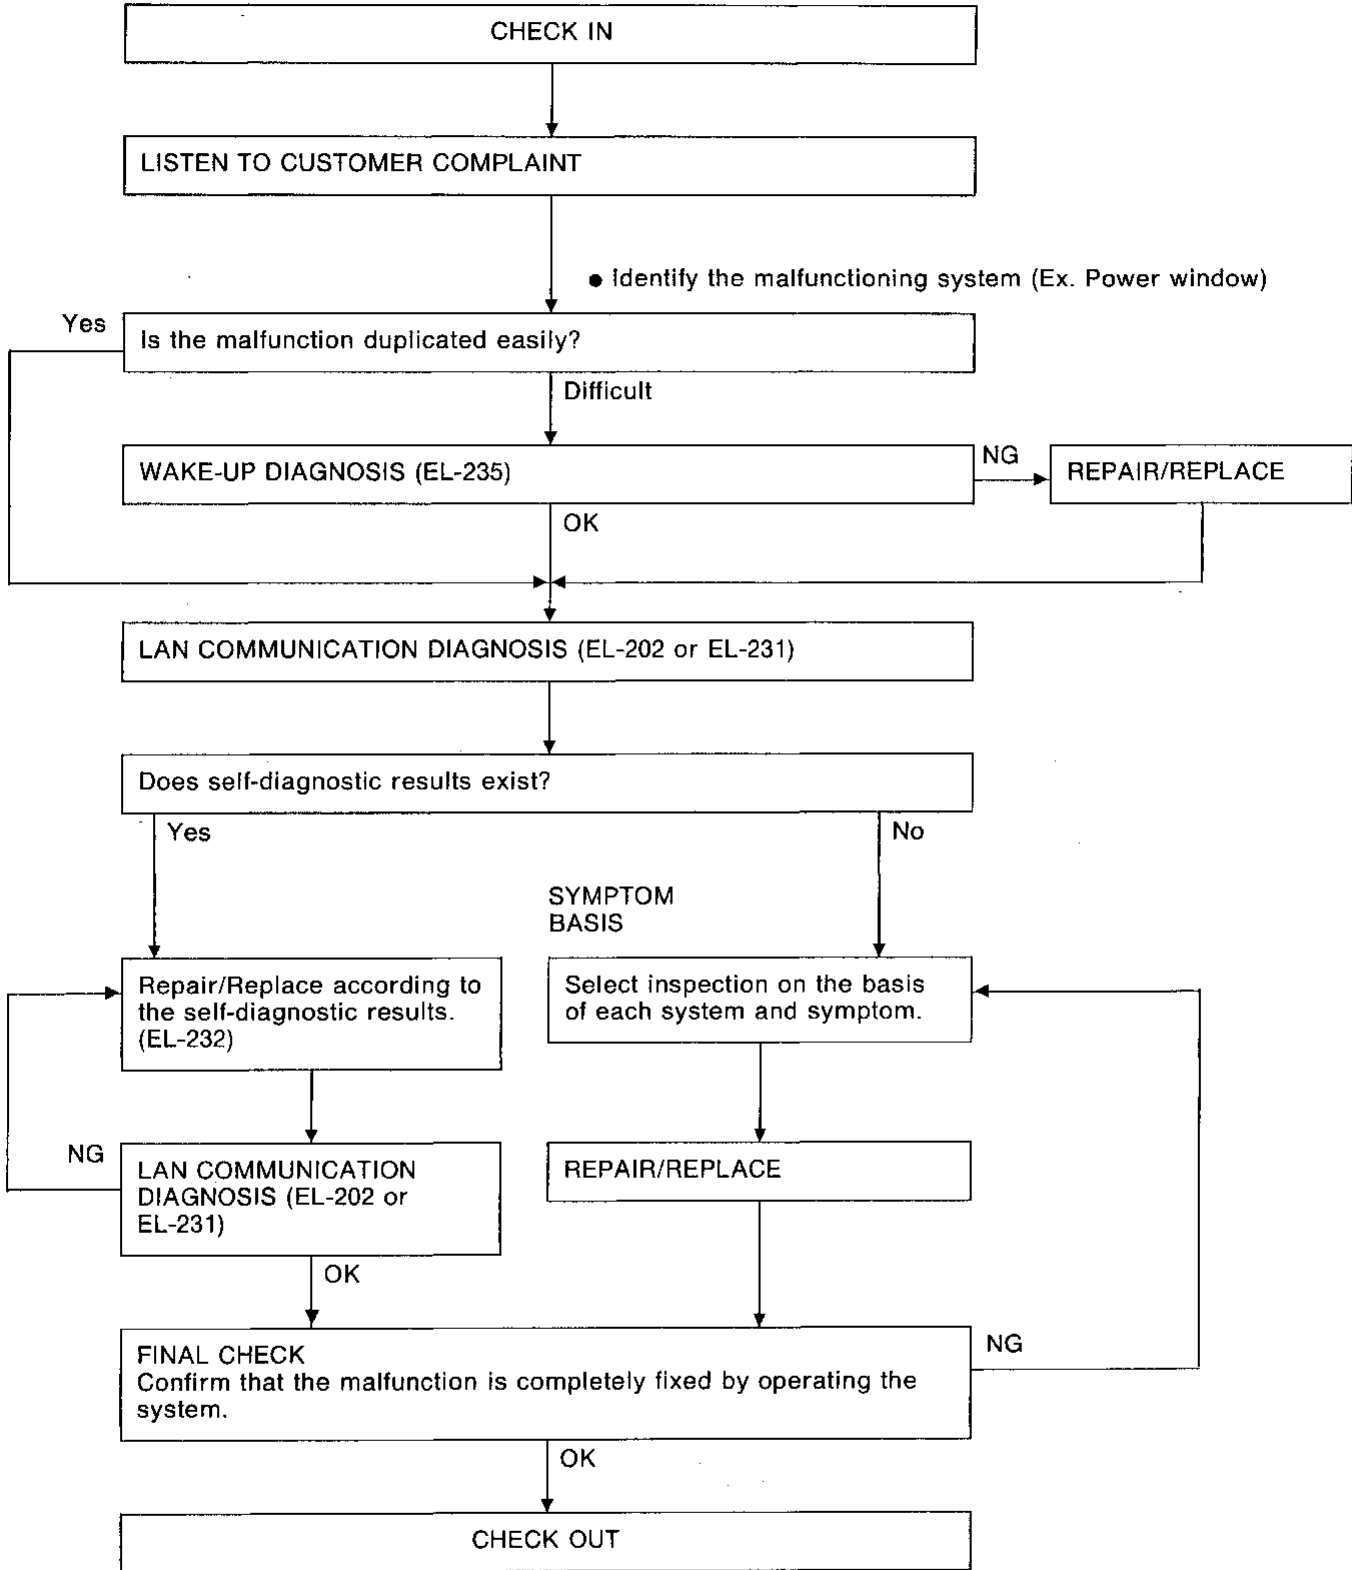 CHECK IN
LISTEN TO CUSTOMER COMPLAINT
● Identify the malfunctioning system (Ex. Power window)
Yes
Is the malfunction duplicated easily?
Difficult
WAKE-UP DIAGNOSIS (EL-235)
NG
REPAIR/REPLACE
OK
LAN COMMUNICATION DIAGNOSIS (EL-202 or EL-231)
Does self-diagnostic results exist?
Yes
No
SYMPTOM
BASIS
Repair/Replace according to
the self-diagnostic results.
(EL-232)
Select inspection on the basis
of each system and symptom.
NG
LAN COMMUNICATION
DIAGNOSIS (EL-202 or
EL-231)
REPAIR/REPLACE
OK
FINAL CHECK
Confirm that the malfunction is completely fixed by operating the
system.
NG
OK
CHECK OUT